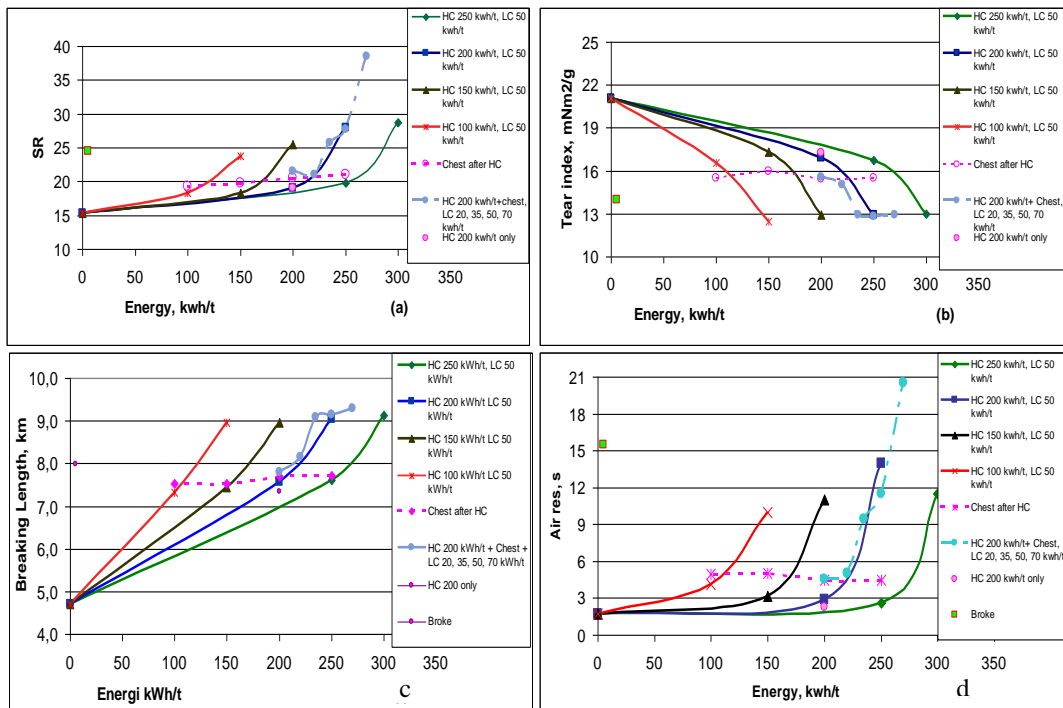 SR
40
35
30
25
20
15
10
0 50 100 150 200 250 300 350
Energy, kwh/t
(a)
HC 250 kwh/t, LC 50
kwh/t
HC 200 kwh/t, LC 50
kwh/t
HC 150 kwh/t, LC 50
kwh/t
HC 100 kwh/t, LC 50
kwh/t
Chest after HC
HC 200 kwh/t+chest,
LC 20, 35, 50, 70
kWh/t
HC 200 kwh/t only
Tear index, mNm2/g
25
22
19
16
13
10
0 50 100 150 200 250 300 350
Energy, kwh/t
(b)
HC 250 kwh/t, LC 50
kwh/t
HC 200 kwh/t, LC 50
kwh/t
HC 150 kwh/t, LC 50
kwh/t
HC 100 kwh/t, LC 50
kwh/t
Chest after HC
HC 200 kwh/t+ Chest,
LC 20, 35, 50, 70
kWh/t
HC 200 kwh/t only
Breaking Length, km
10,0
9,0
8,0
7,0
6,0
5,0
4,0
0 50 100 150 200 250 300 350
Energi kWh/t
c
HC 250 kWh/t, LC 50
kWh/t
HC 200 kWh/t LC 50
kWh/t
HC 150 kWh/t LC 50
kWh/t
HC 100 kWh/t LC 50
kWh/t
Chest after HC
HC 200 kWh/t + Chest +
LC 20, 35, 50, 70 kWh/t
HC 200 only
Broke
Air res, s
21
18
15
12
9
6
3
0
0 50 100 150 200 250 300 350
Energy, kwh/t
d
HC 250 kwh/t, LC 50
kwh/t
HC 200 kwh/t, LC 50
kwh/t
HC 150 kwh/t, LC 50
kwh/t
HC 100 kwh/t, LC 50
kwh/t
Chest after HC
HC 200 kwh/t+ Chest,
LC 20, 35, 50, 70 kwh/t
HC 200 kwh/t only
Broke